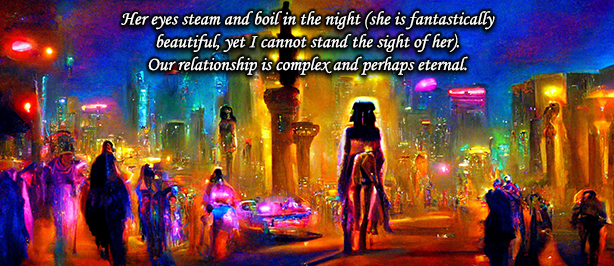 Her eyes steam and boil in the night (she is fantastically
beautiful, yet I cannot stand the sight of her).
Our relationship is complex and perhaps eternal.